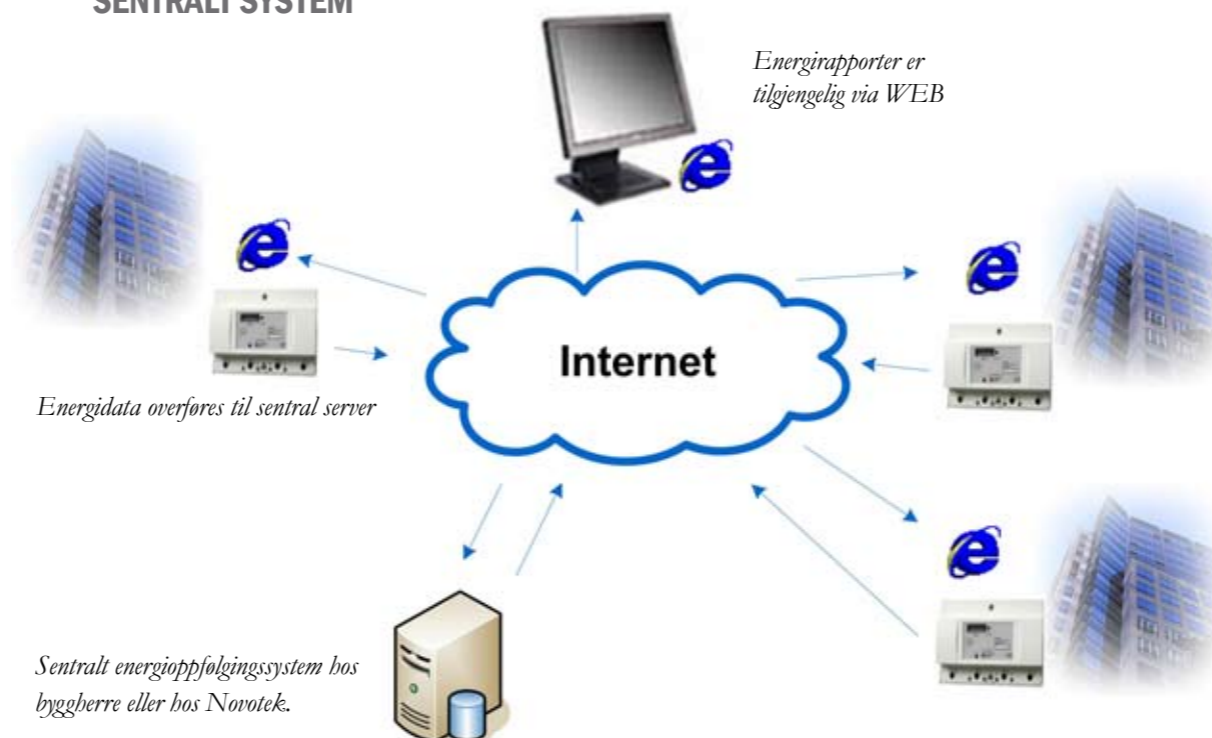 SENTRALT SYSTEM
Energirapporter er
tilgjengelig via WEB
Internet
Energidata overføres til sentral server
Sentralt energioppfølgingssystem hos
byggherre eller hos Novotek.